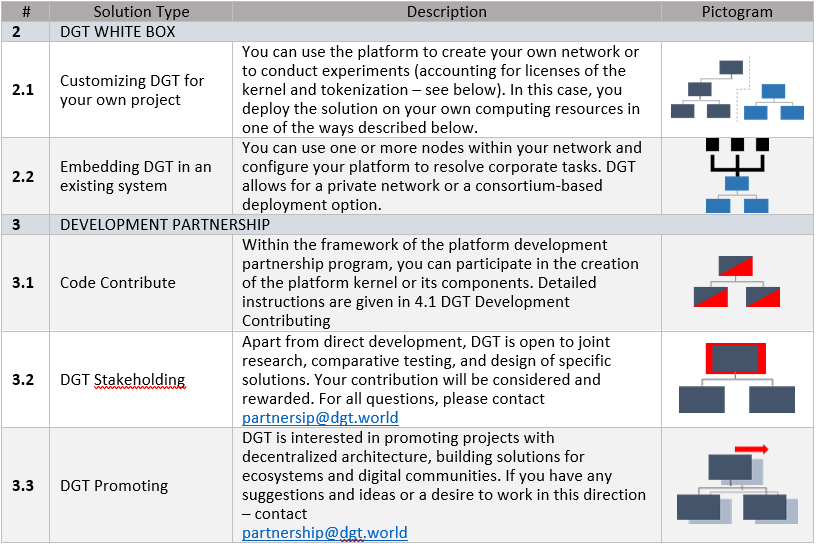 # Solution Type Description Pictogram
2 DGT WHITE BOX
2.1
Customizing DGT for
your own project
You can use the platform to create your own network or
to conduct experiments (accounting for licenses of the
kernel and tokenization – see below). In this case, you
deploy the solution on your own computing resources in
one of the ways described below.
2.2
Embedding DGT in an
existing system
You can use one or more nodes within your network and
configure your platform to resolve corporate tasks. DGT
allows for a private network or a consortium-based
deployment option.
3 DEVELOPMENT PARTNERSHIP
3.1
Code Contribute
Within the framework of the platform development
partnership program, you can participate in the creation
of the platform kernel or its components. Detailed
instructions are given in 4.1 DGT Development
Contributing
3.2
DGT Stakeholding
Apart from direct development, DGT is open to joint
research, comparative testing, and design of specific
solutions. Your contribution will be considered and
rewarded. For all questions, please contact
partnersip@dgt.world
3.3
DGT Promoting
DGT is interested in promoting projects with
decentralized architecture, building solutions for
ecosystems and digital communities. If you have any
suggestions and ideas or a desire to work in this direction
– contact
partnership@dgt.world